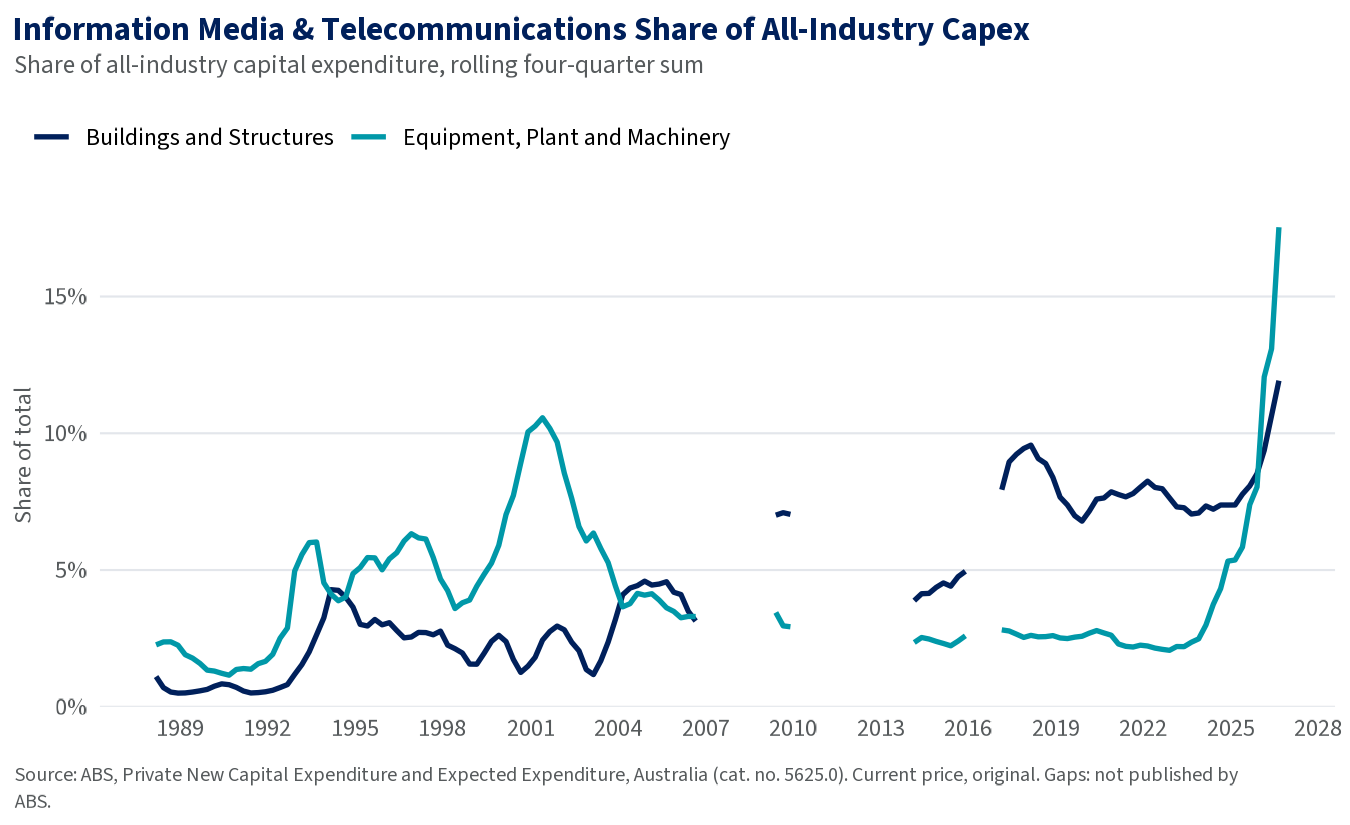 Information Media & Telecommunications Share of All-Industry Capex
Share of all-industry capital expenditure, rolling four-quarter sum
Buildings and Structures Equipment, Plant and Machinery
Share of total
15%
10%
5%
0%
1989 1992 1995 1998 2001 2004 2007 2010 2013 2016 2019 2022 2025 2028
Source: ABS, Private New Capital Expenditure and Expected Expenditure, Australia (cat. no. 5625.0). Current price, original. Gaps: not published by
ABS.